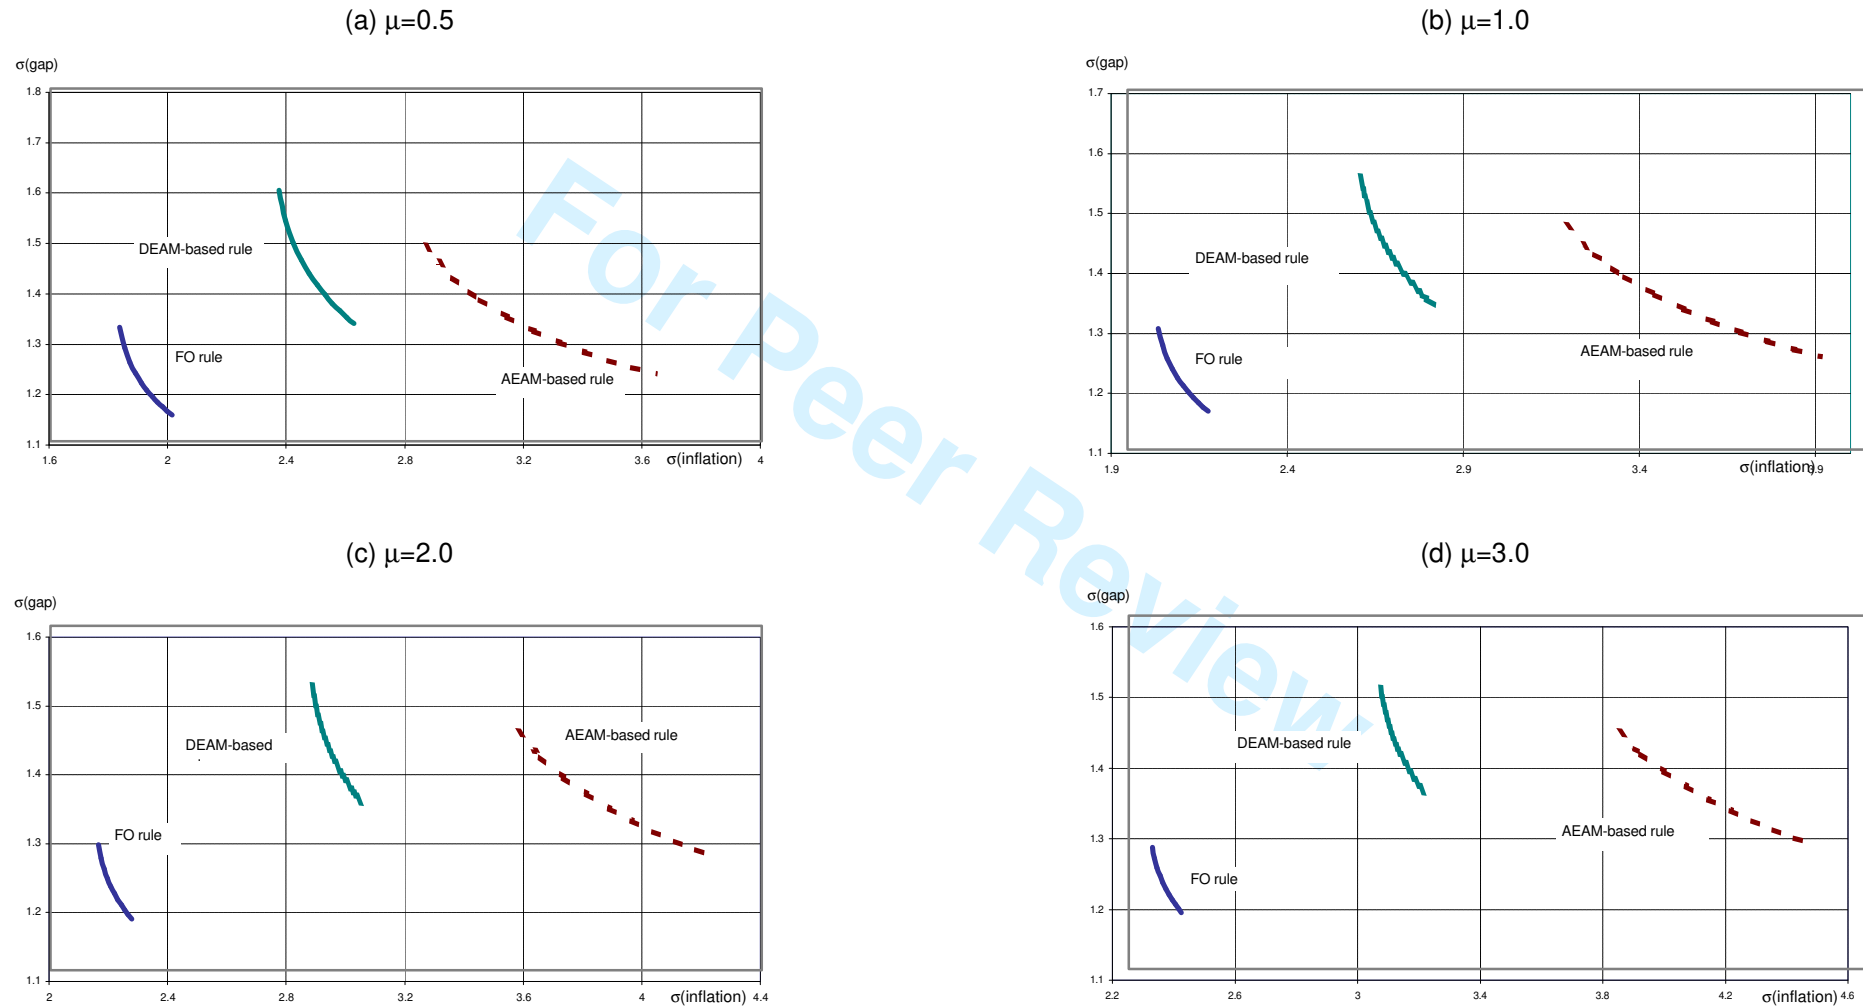 (a) μ=0.5
σ(gap)
1.8
1.7
1.6
1.5
1.4
1.3
1.2
1.1
DEAM-based rule
FO rule
AEAM-based rule
1.6 2 2.4 2.8 3.2 3.6 σ(inflation) 4
(b) μ=1.0
σ(gap)
1.7
1.6
1.5
1.4
1.3
1.2
1.1
DEAM-based rule
FO rule
AEAM-based rule
1.9 2.4 2.9 3.4 σ(inflation) 3.9
(c) μ=2.0
σ(gap)
1.6
1.5
1.4
1.3
1.2
1.1
AEAM-based rule
DEAM-based
FO rule
2 2.4 2.8 3.2 3.6 4 σ(inflation) 4.4
(d) μ=3.0
σ(gap)
1.6
1.5
1.4
1.3
1.2
1.1
DEAM-based rule
AEAM-based rule
FO rule
2.2 2.6 3 3.4 3.8 4.2 σ(inflation) 4.6
For Peer Review